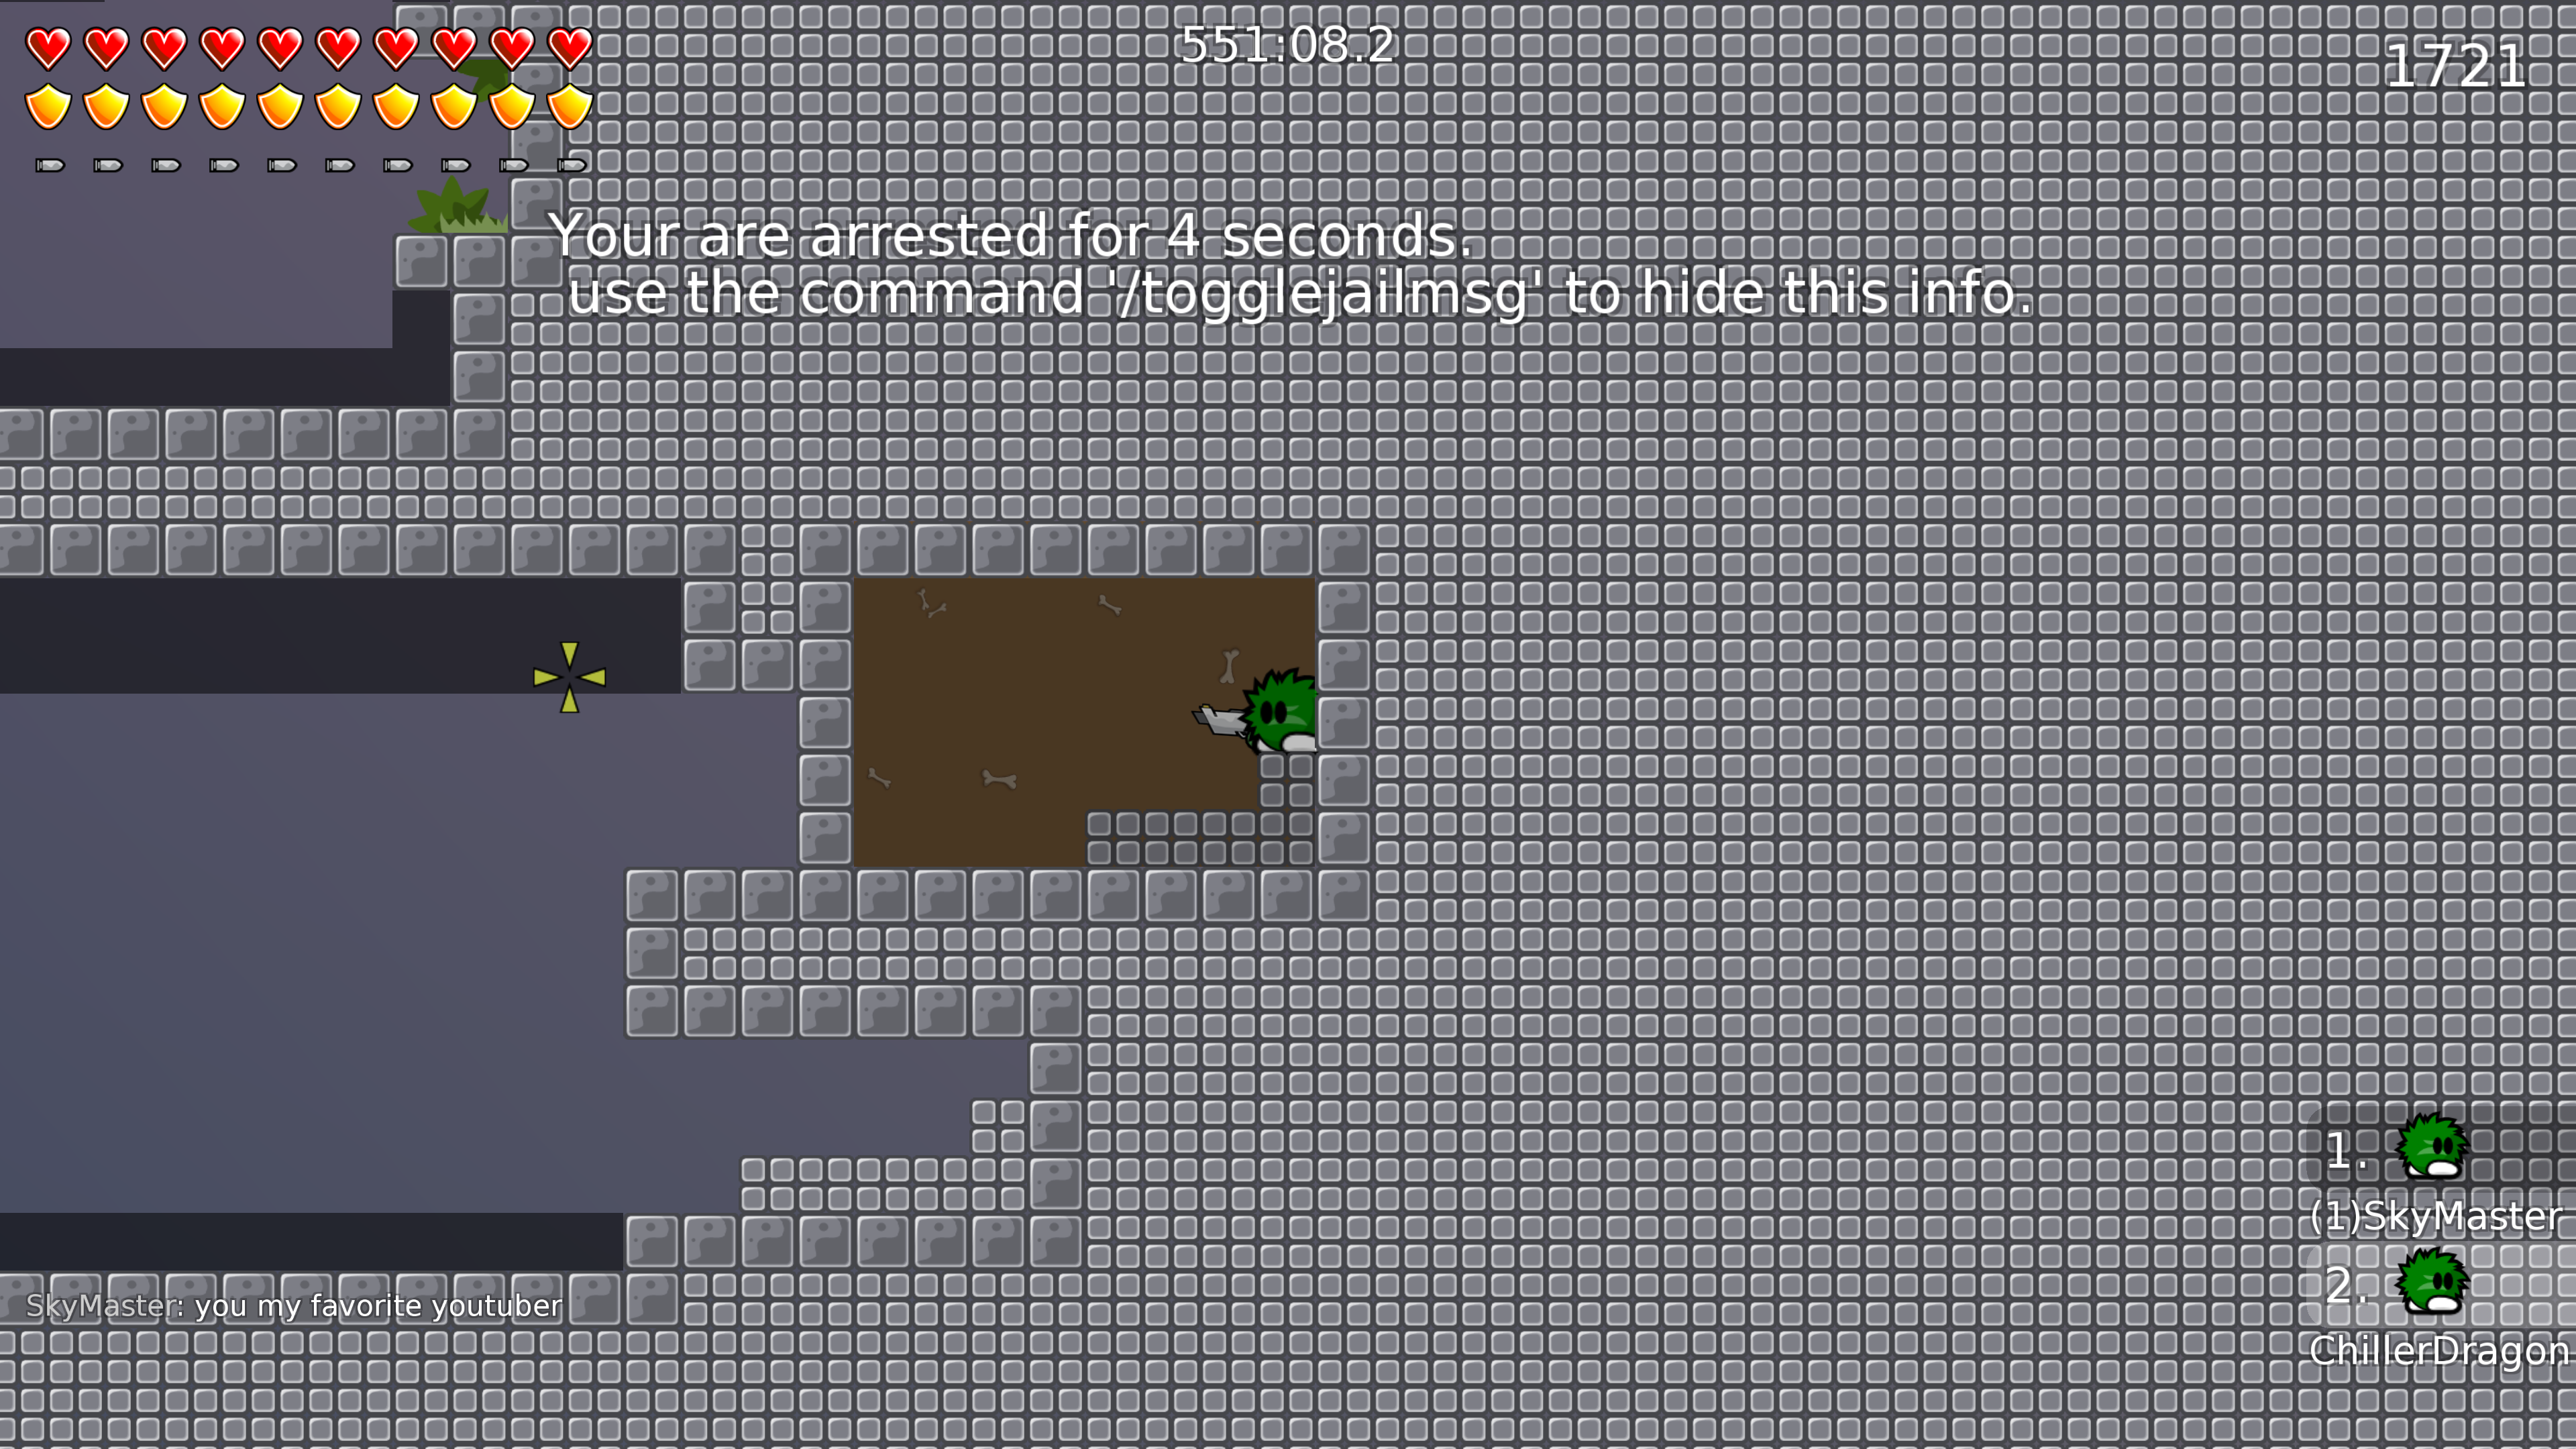 551:08.2
1721
Your are arrested for 4 seconds.
use the command '/togglejailmsg' to hide this info.
1.
(1)SkyMaster
2.
ChillerDragon
SkyMaster: you my favorite youtuber